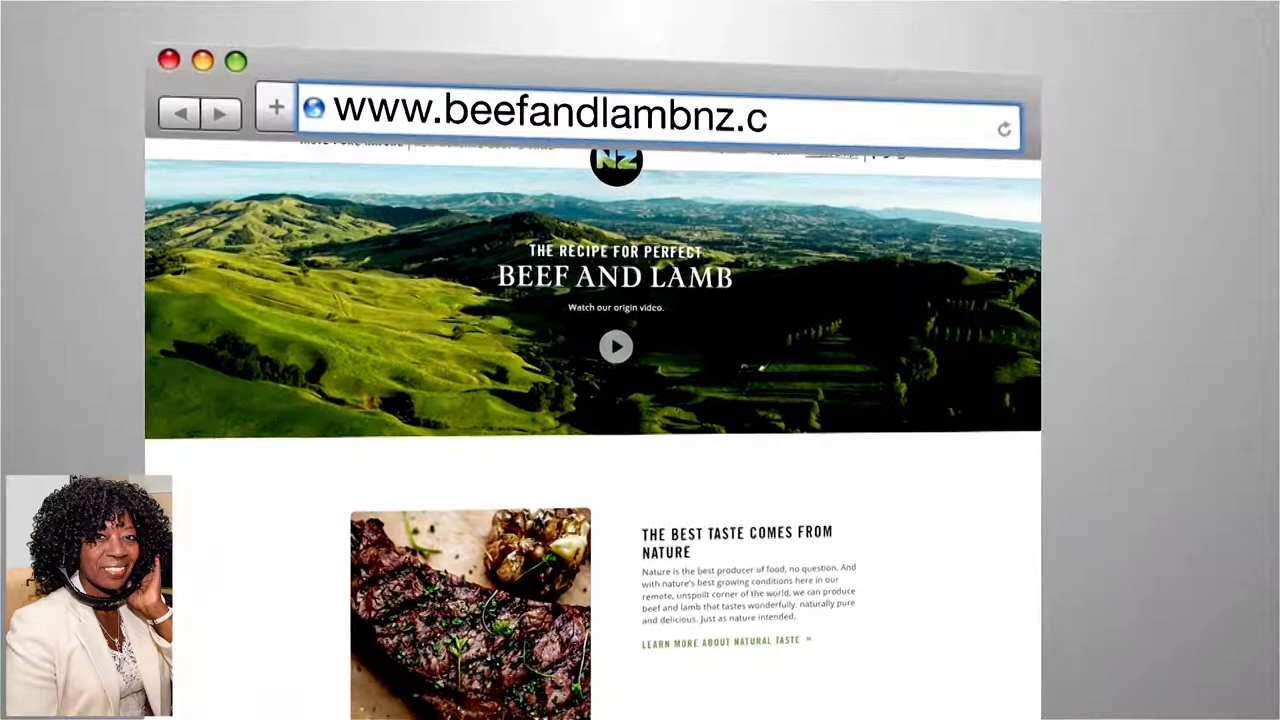 www.beefandlambnz.c
NZ
THE RECIPE FOR PERFECT
BEEF AND LAMB
Watch our origin video.
THE BEST TASTE COMES FROM
NATURE
Nature is the best producer of food, no question. And
with nature's best growing conditions here in our
remote, unspoilt corner of the world, we can produce
beef and lamb that tastes wonderfully, naturally pure
and delicious. Just as nature intended.
LEARN MORE ABOUT NATURAL TASTE »